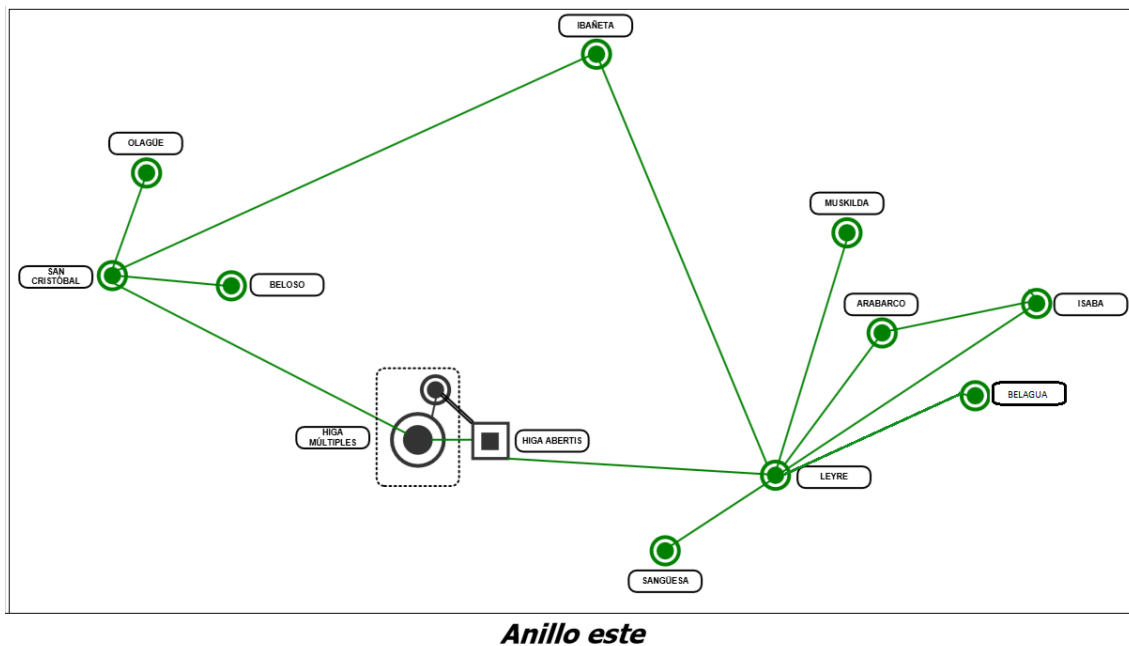 IBAÑETA
OLAGÜE
MUSKILDA
SAN
CRISTÓBAL
BELOSO
ARABARCO
ISABA
BELAGUA
HIGA
MÚLTIPLES
HIGA ABERTIS
LEYRE
SANGÜESA
Anillo este